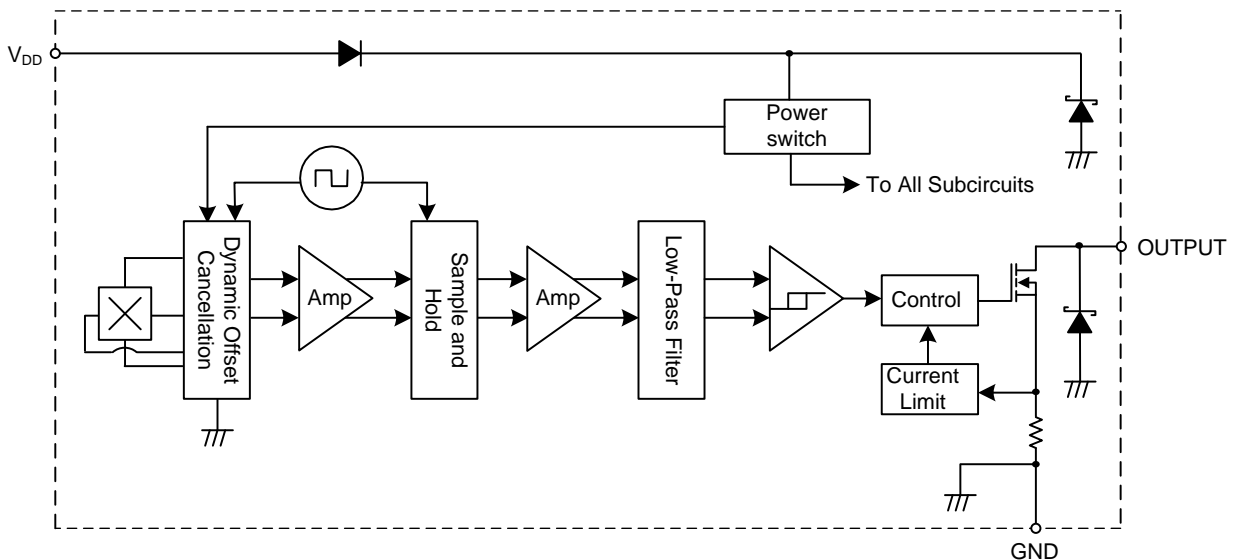 V_DD
Power
switch
To All Subcircuits
Dynamic Offset
Cancellation
Amp
Sample and
Hold
Amp
Low-Pass Filter
Control
Current
Limit
OUTPUT
GND